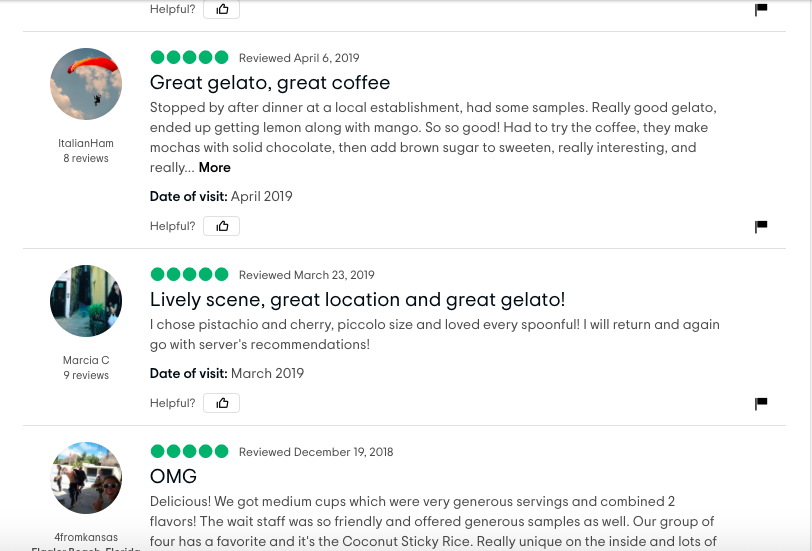 Helpful?
Reviewed April 6, 2019
Great gelato, great coffee
Stopped by after dinner at a local establishment, had some samples. Really good gelato,
ended up getting lemon along with mango. So so good! Had to try the coffee, they make
mochas with solid chocolate, then add brown sugar to sweeten, really interesting, and
really... More
ItalianHam
8 reviews
Date of visit: April 2019
Helpful?
Reviewed March 23, 2019
Lively scene, great location and great gelato!
I chose pistachio and cherry, piccolo size and loved every spoonful! I will return and again
go with server's recommendations!
Marcia C
9 reviews
Date of visit: March 2019
Helpful?
Reviewed December 19, 2018
OMG
Delicious! We got medium cups which were very generous servings and combined 2
flavors! The wait staff was so friendly and offered generous samples as well. Our group of
four has a favorite and it's the Coconut Sticky Rice. Really unique on the inside and lots of
4fromkansas
Flagler Beach, Florida